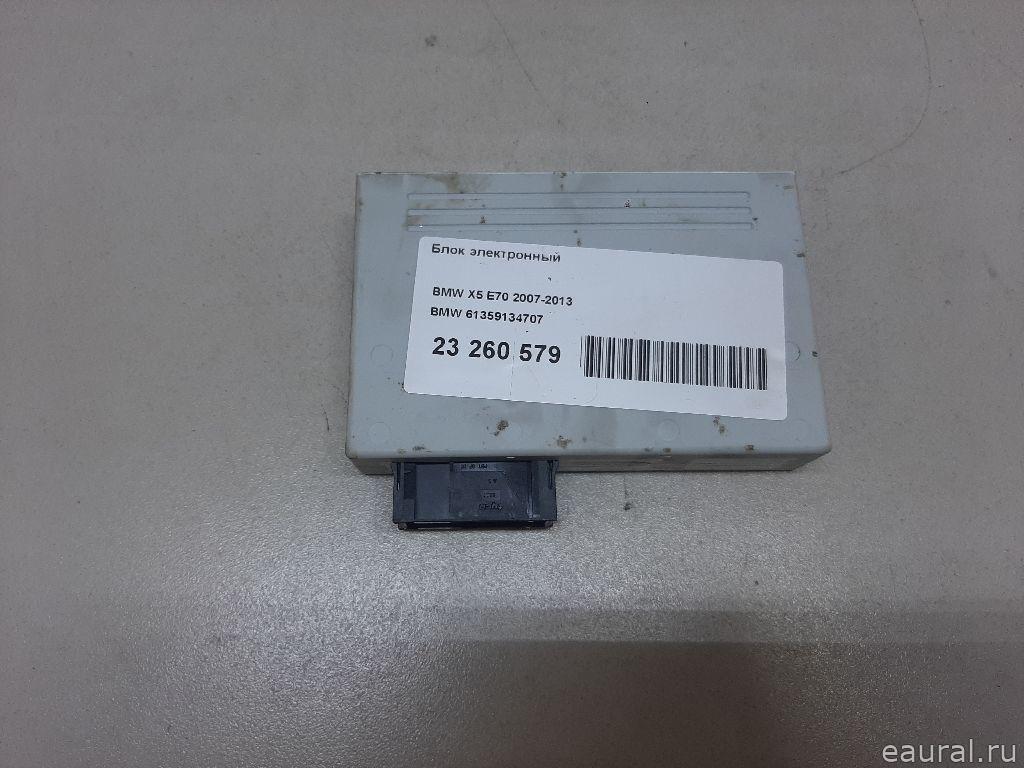 Блок электронный
BMW X5 E70 2007-2013
BMW 61359134707
23 260 579
eaural.ru